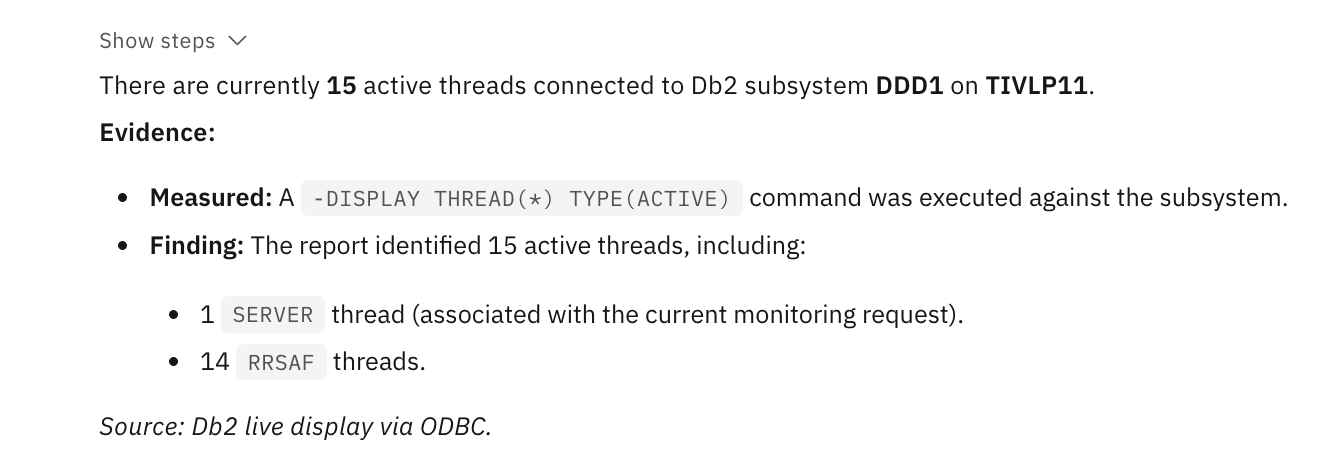 Show steps
There are currently 15 active threads connected to Db2 subsystem DDD1 on TIVLP11.
Evidence:
Measured: A -DISPLAY THREAD(*) TYPE(ACTIVE) command was executed against the subsystem.
Finding: The report identified 15 active threads, including:
1 SERVER thread (associated with the current monitoring request).
14 RRSAF threads.
Source: Db2 live display via ODBC.